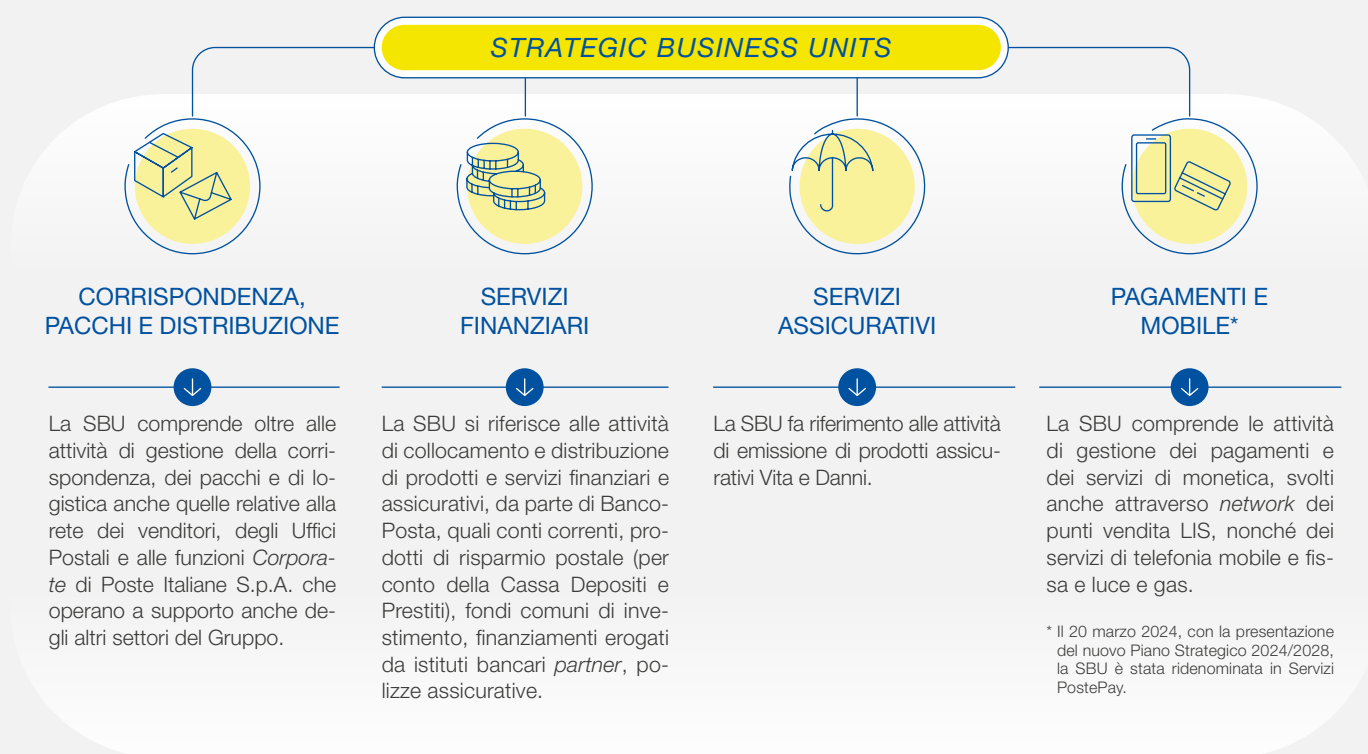 STRATEGIC BUSINESS UNITS
CORRISPONDENZA,
PACCHI E DISTRIBUZIONE
La SBU comprende oltre alle
attività di gestione della corri-
spondenza, dei pacchi e di lo-
gistica anche quelle relative alla
rete dei venditori, degli Uffici
Postali e alle funzioni Corpora-
te di Poste Italiane S.p.A. che
operano a supporto anche de-
gli altri settori del Gruppo.
SERVIZI
FINANZIARI
La SBU si riferisce alle attività
di collocamento e distribuzione
di prodotti e servizi finanziari e
assicurativi, da parte di Banco-
Posta, quali conti correnti, pro-
dotti di risparmio postale (per
conto della Cassa Depositi e
Prestiti), fondi comuni di inve-
stimento, finanziamenti erogati
da istituti bancari partner, po-
lizze assicurative.
SERVIZI
ASSICURATIVI
La SBU fa riferimento alle attività
di emissione di prodotti assicu-
rativi Vita e Danni.
PAGAMENTI E
MOBILE*
La SBU comprende le attività
di gestione dei pagamenti e
dei servizi di monetica, svolti
anche attraverso network dei
punti vendita LIS, nonché dei
servizi di telefonia mobile e fis-
sa e luce e gas.
* Il 20 marzo 2024, con la presentazione
del nuovo Piano Strategico 2024/2028,
la SBU è stata ridenominata in Servizi
PostePay.